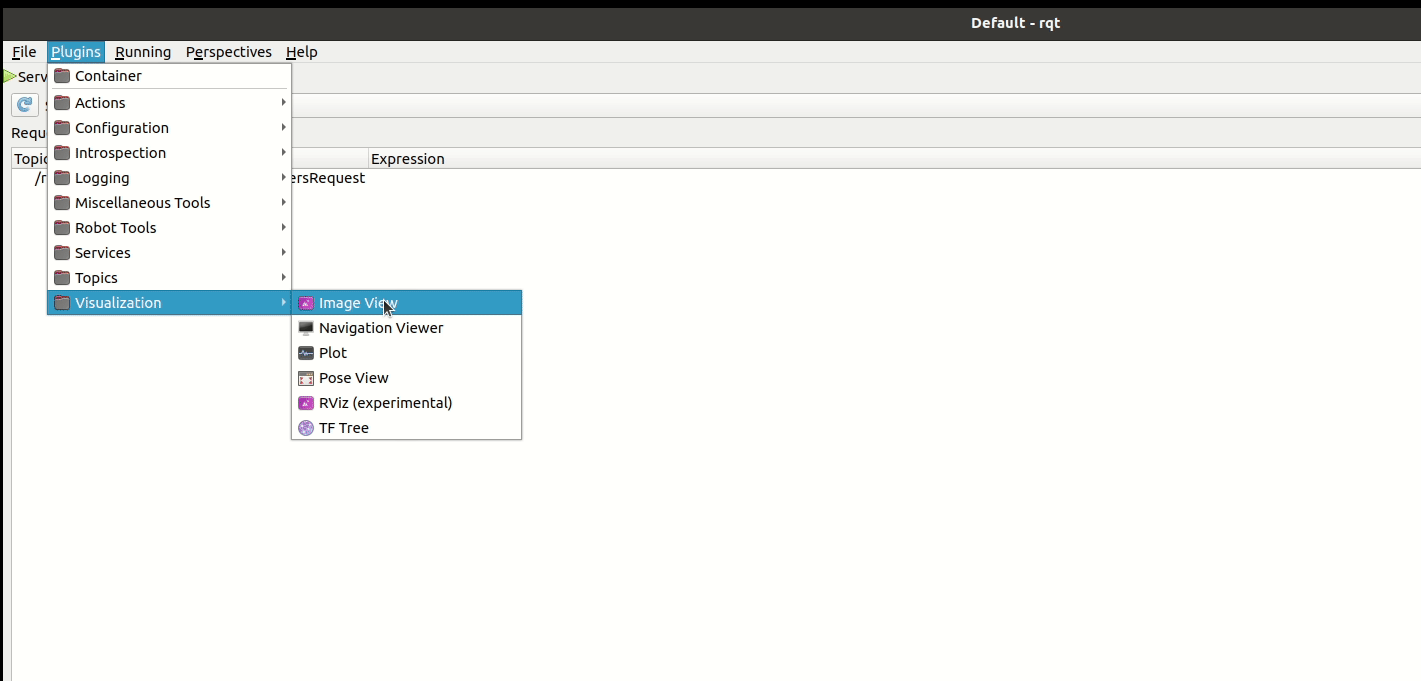 Default - rqt
File Plugins Running Perspectives Help
Serv
Container
Actions
Requ
Configuration
Introspection
Topic
Expression
Logging
ersRequest
Miscellaneous Tools
Robot Tools
Services
Topics
Visualization
Image View
Navigation Viewer
Plot
Pose View
RViz (experimental)
TF Tree